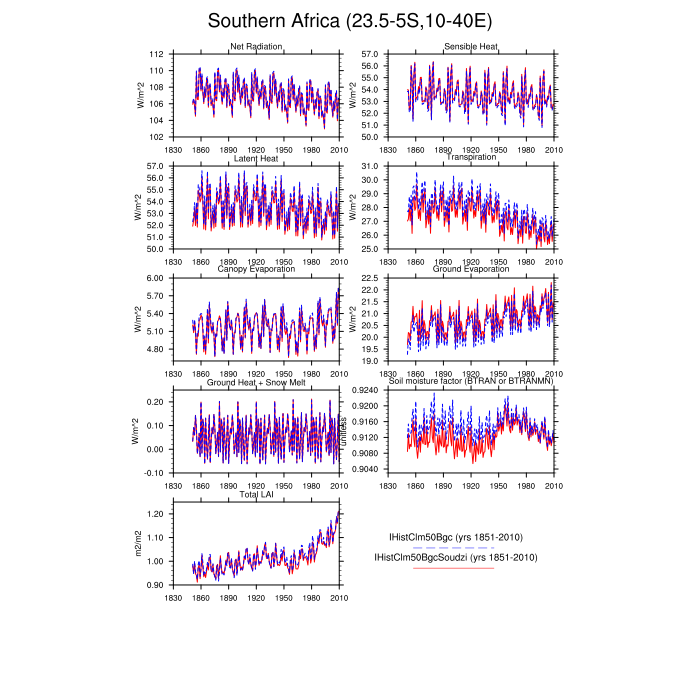 Southern Africa (23.5-5S,10-40E)
Net Radiation
Sensible Heat
W/m^2
112
110
108
106
104
102
1830 1860 1890 1920 1950 1980 2010
W/m^2
57.0
56.0
55.0
54.0
53.0
52.0
51.0
50.0
1830 1860 1890 1920 1950 1980 2010
Latent Heat
Transpiration
W/m^2
57.0
56.0
55.0
54.0
53.0
52.0
51.0
50.0
1830 1860 1890 1920 1950 1980 2010
W/m^2
31.0
30.0
29.0
28.0
27.0
26.0
25.0
1830 1860 1890 1920 1950 1980 2010
Canopy Evaporation
Ground Evaporation
W/m^2
6.00
5.70
5.40
5.10
4.80
1830 1860 1890 1920 1950 1980 2010
W/m^2
22.5
22.0
21.5
21.0
20.5
20.0
19.5
19.0
1830 1860 1890 1920 1950 1980 2010
Ground Heat + Snow Melt
Soil moisture factor (BTRAN or BTRANMN)
W/m^2
0.20
0.10
0.00
-0.10
1830 1860 1890 1920 1950 1980 2010
unitless
0.9240
0.9200
0.9160
0.9120
0.9080
0.9040
1830 1860 1890 1920 1950 1980 2010
Total LAI
m2/m2
1.20
1.10
1.00
0.90
1830 1860 1890 1920 1950 1980 2010
IHistClm50Bgc (yrs 1851-2010)
IHistClm50BgcSoudzi (yrs 1851-2010)